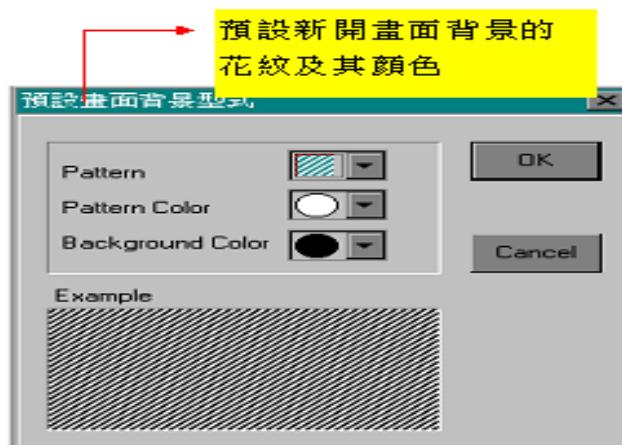 預設新開畫面背景的
花紋及其顏色
預設畫面背景型式
Pattern
OK
Pattern Color
Background Color
Cancel
Example